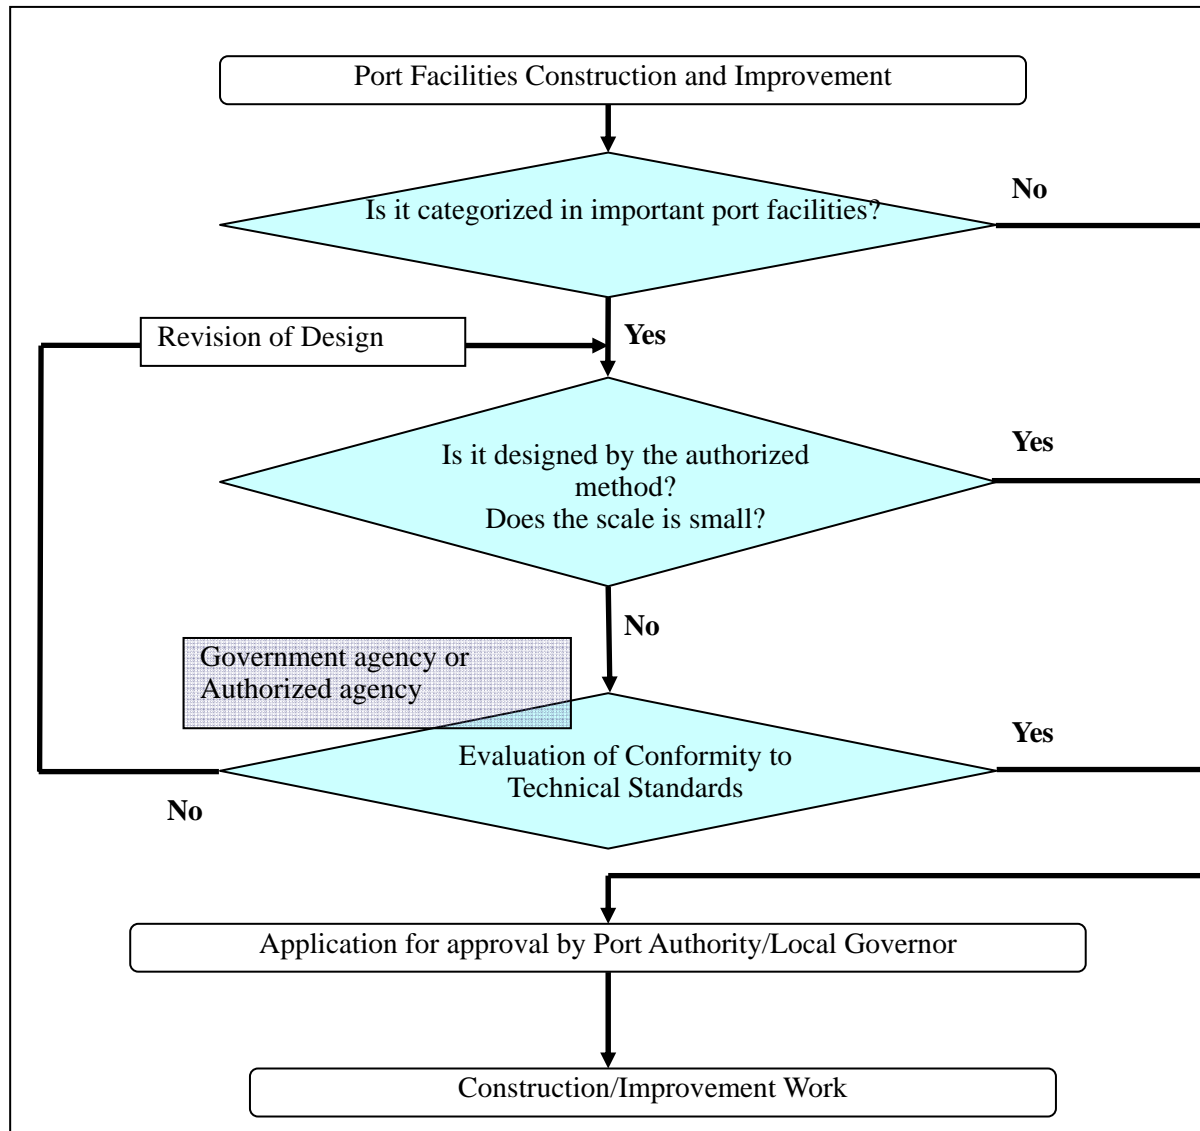 Port Facilities Construction and Improvement
Is it categorized in important port facilities?
No
Revision of Design
Yes
Is it designed by the authorized
method?
Does the scale is small?
Yes
No
Government agency or
Authorized agency
Evaluation of Conformity to
Technical Standards
Yes
No
Application for approval by Port Authority/Local Governor
Construction/Improvement Work